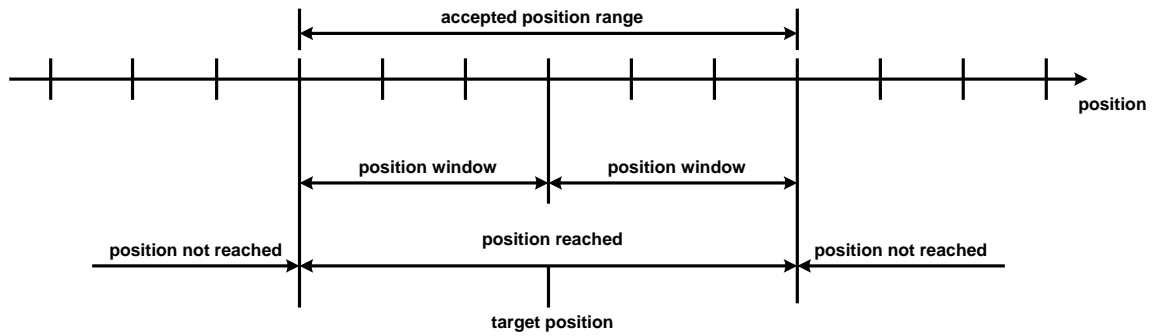 accepted position range
position
position window
position window
position not reached
position reached
position not reached
target position